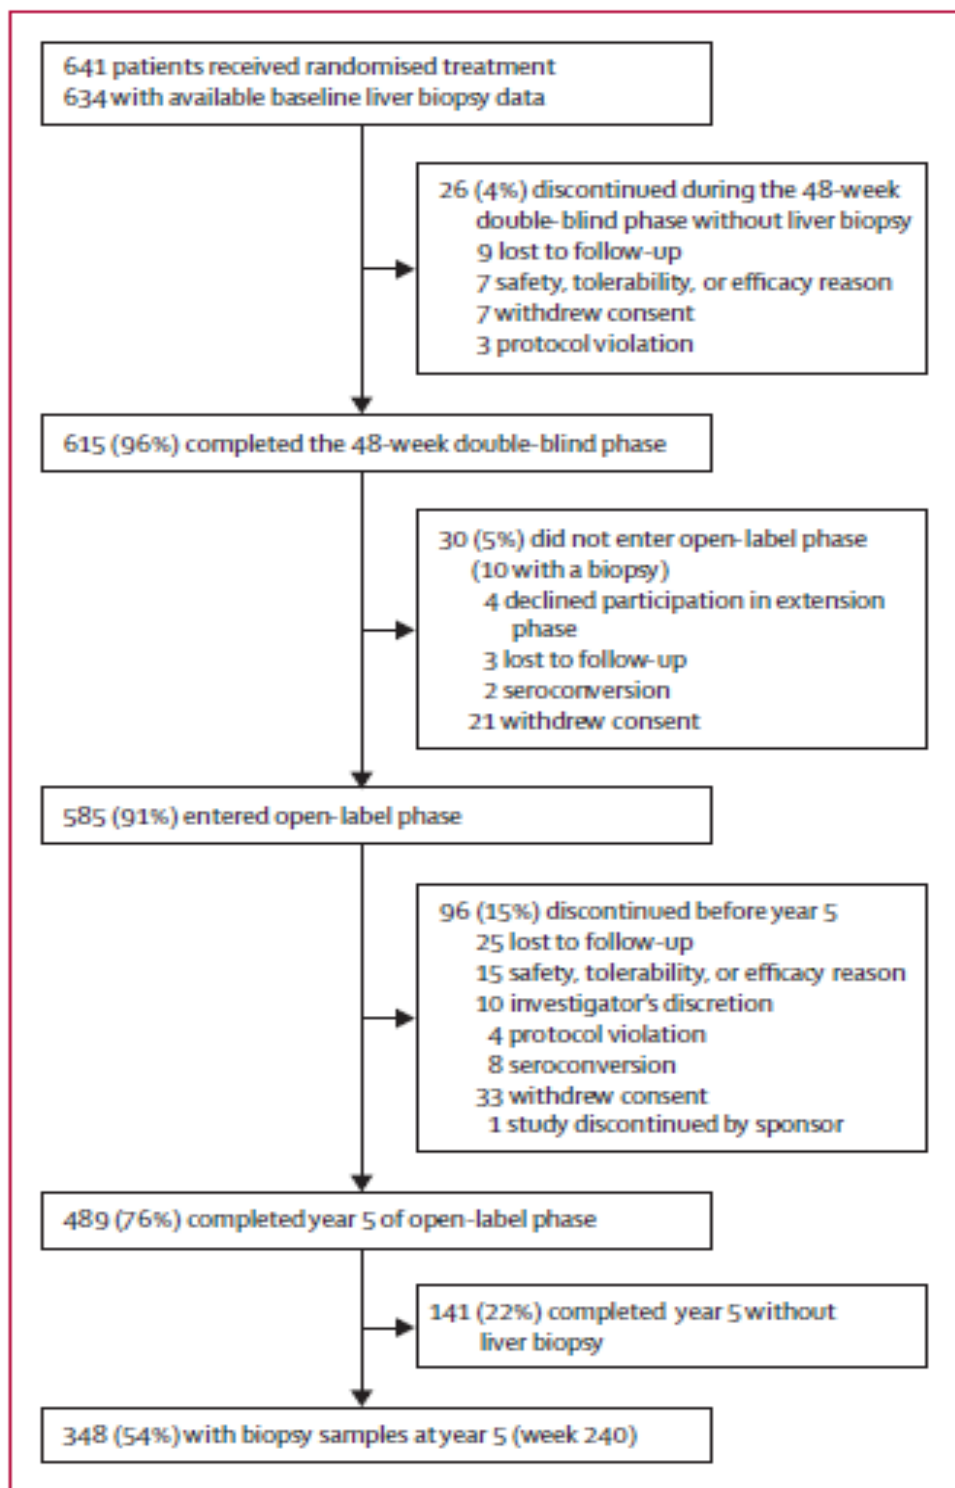 641 patients received randomised treatment
634 with available baseline liver biopsy data
26 (4%) discontinued during the 48-week
double-blind phase without liver biopsy
9 lost to follow-up
7 safety, tolerability, or efficacy reason
7 withdrew consent
3 protocol violation
615 (96%) completed the 48-week double-blind phase
30 (5%) did not enter open-label phase
(10 with a biopsy)
4 declined participation in extension
phase
3 lost to follow-up
2 seroconversion
21 withdrew consent
585 (91%) entered open-label phase
96 (15%) discontinued before year 5
25 lost to follow-up
15 safety, tolerability, or efficacy reason
10 investigator's discretion
4 protocol violation
8 seroconversion
33 withdrew consent
1 study discontinued by sponsor
489 (76%) completed year 5 of open-label phase
141 (22%) completed year 5 without
liver biopsy
348 (54%) with biopsy samples at year 5 (week 240)